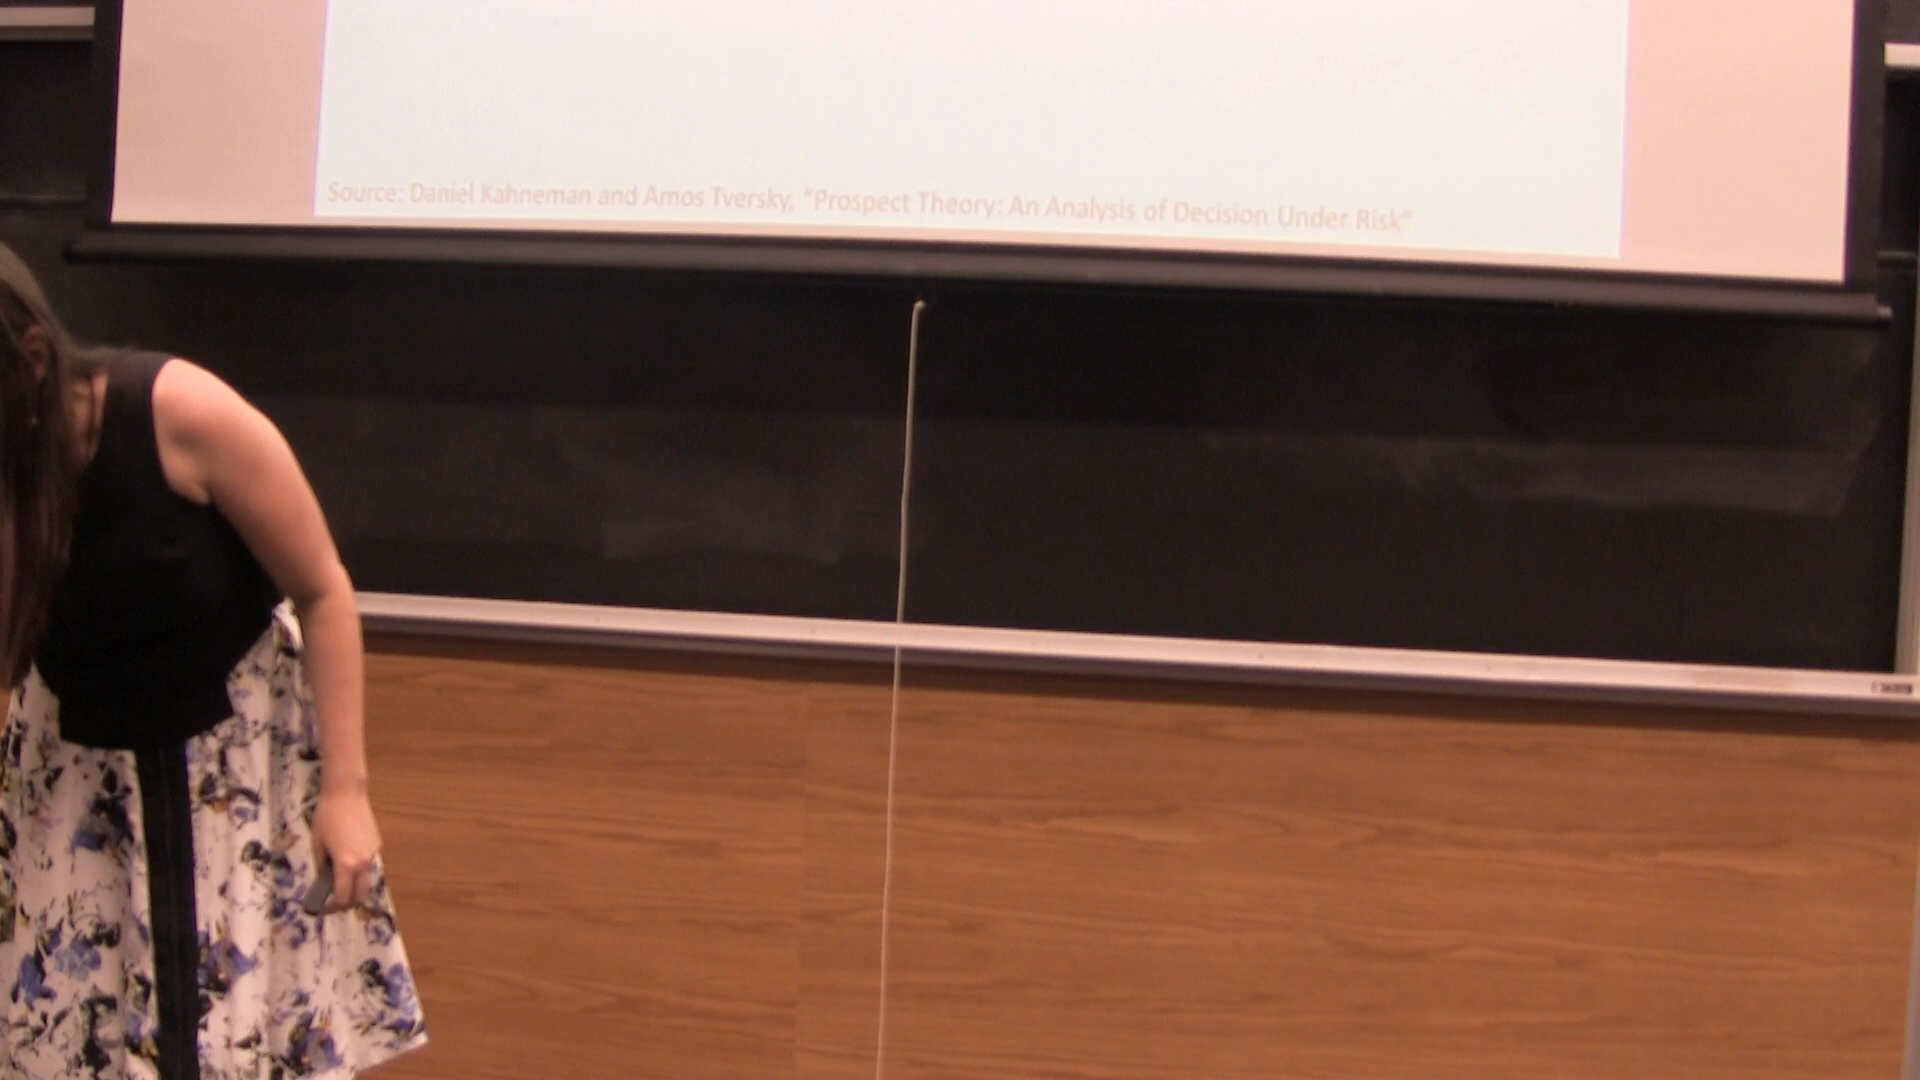 Source: Daniel Kahneman and Amos Tversky, “Prospect Theory: An Analysis of Decision Under Risk”